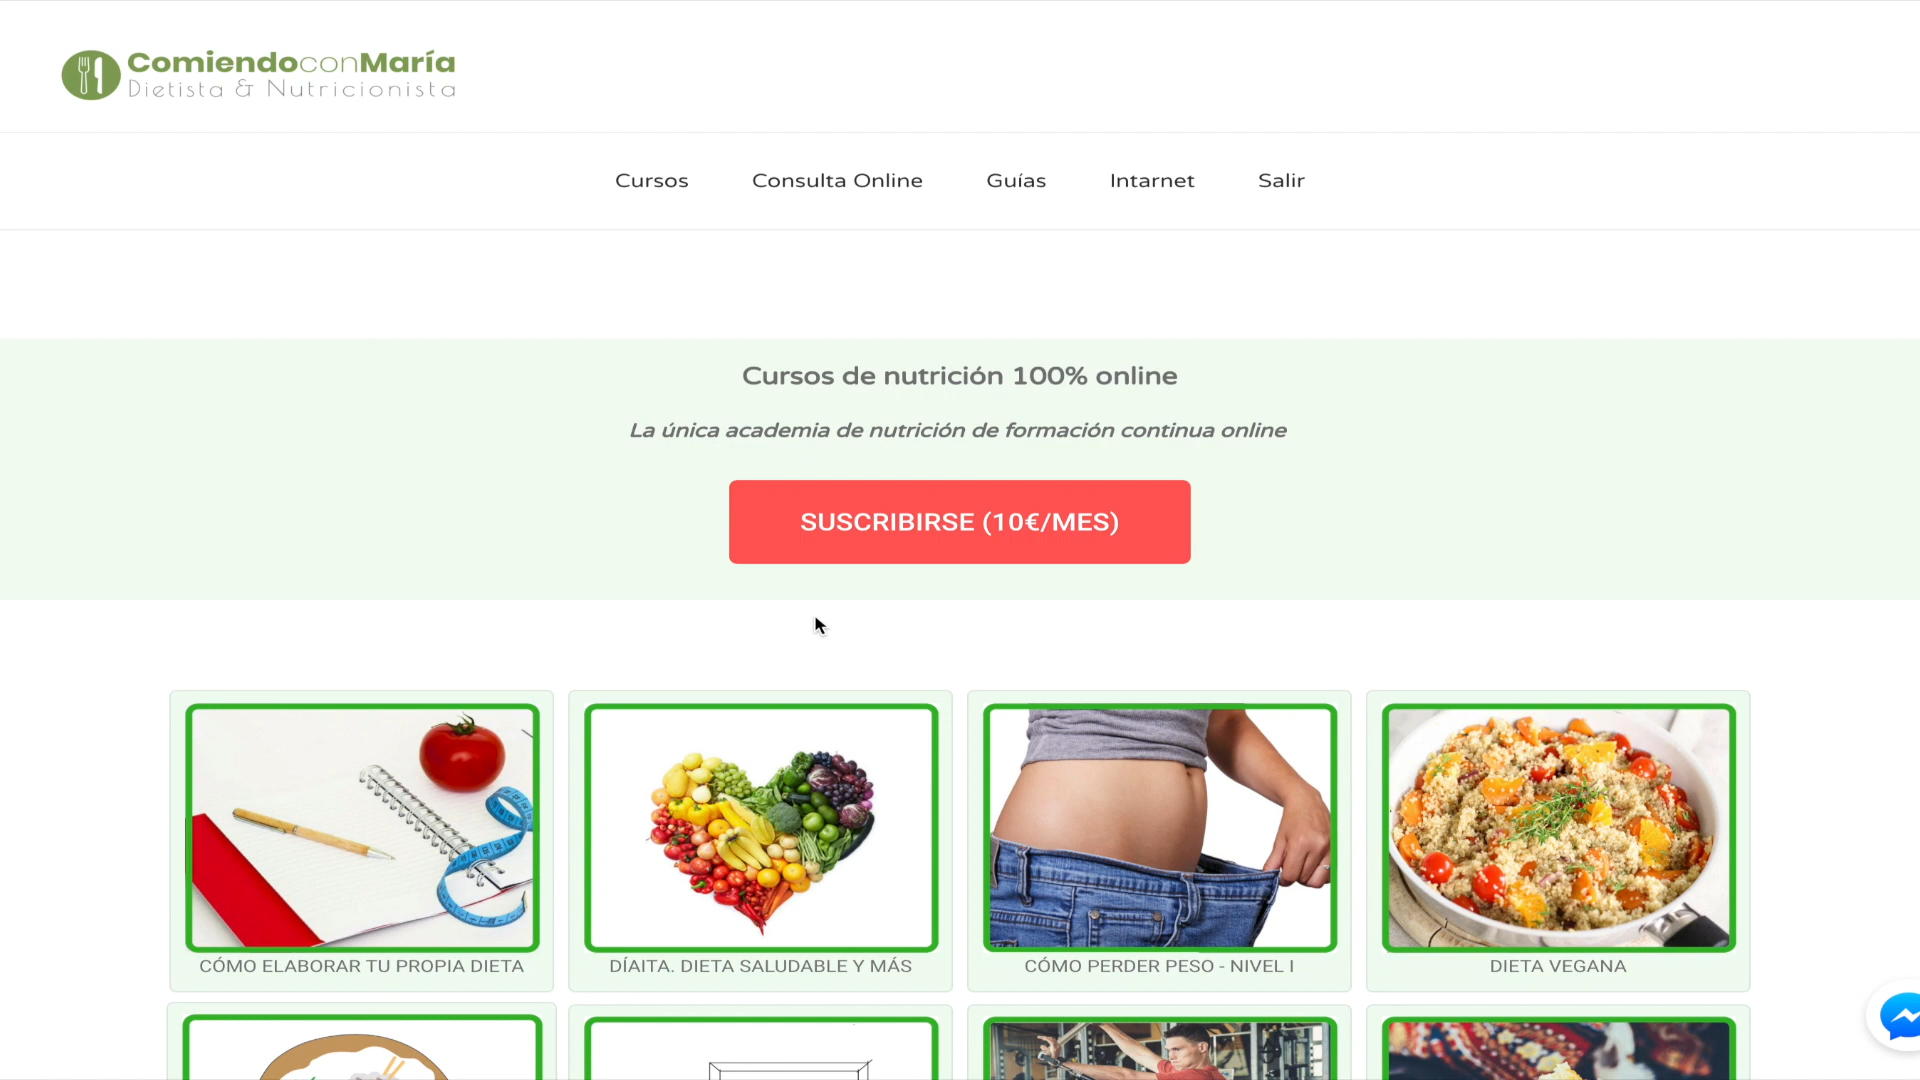 ComiendoconMaría
Dietista & Nutricionista
Cursos
Consulta Online
Guías
Intarnet
Salir
Cursos de nutrición 100% online
La única academia de nutrición de formación continua online
SUSCRIBIRSE (10€/MES)
CÓMO ELABORAR TU PROPIA DIETA
DÍAITA. DIETA SALUDABLE Y MÁS
CÓMO PERDER PESO - NIVEL I
DIETA VEGANA